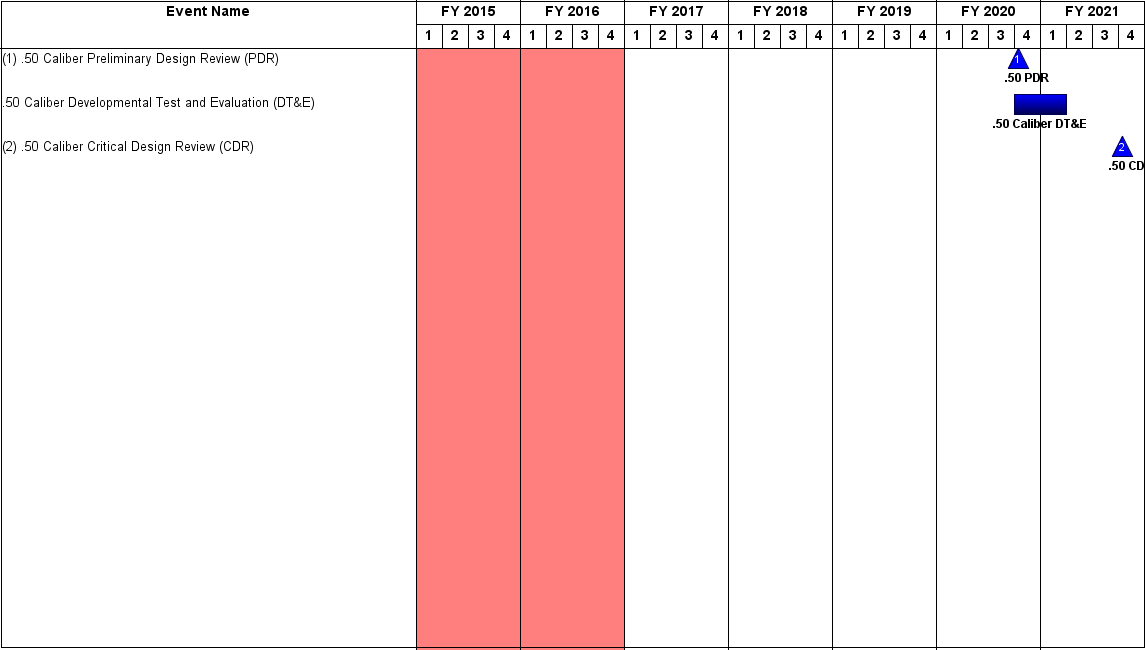 Event Name FY 2015 FY 2016 FY 2017 FY 2018 FY 2019 FY 2020 FY 2021
1 2 3 4 1 2 3 4 1 2 3 4 1 2 3 4 1 2 3 4 1 2 3 4 1 2 3 4
(1) .50 Caliber Preliminary Design Review (PDR) 1
.50 PDR
.50 Caliber Developmental Test and Evaluation (DT&E)
.50 Caliber DT&E
(2) .50 Caliber Critical Design Review (CDR) 2
.50 CD